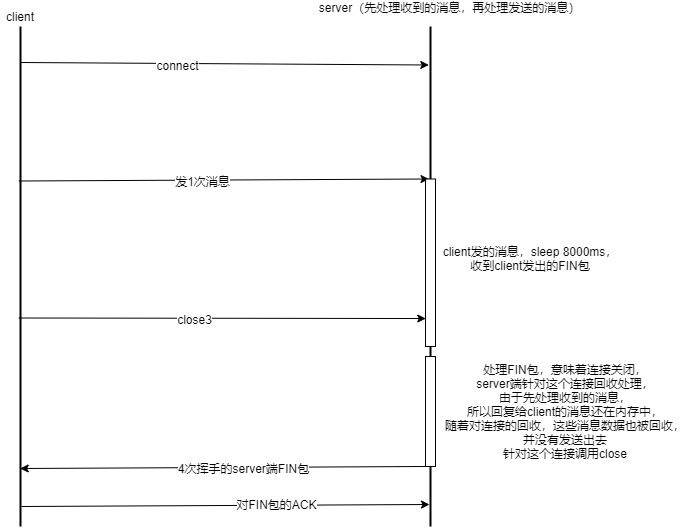 server（先处理收到的消息，再处理发送的消息）
client
connect
发1次消息
client发的消息，sleep 8000ms，
收到client发出的FIN包
close3
处理FIN包，意味着连接关闭，
server端针对这个连接回收处理，
由于先处理收到的消息，
所以回复给client的消息还在内存中，
随着对连接的回收，这些消息数据也被回收，
并没有发送出去
针对这个连接调用close
4次挥手的server端FIN包
对FIN包的ACK